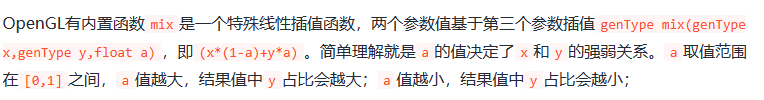 OpenGL有内置函数 mix 是一个特殊线性插值函数，两个参数值基于第三个参数插值 genType mix(genType
x,genType y,float a) ，即 (x*(1-a)+y*a) 。简单理解就是 a 的值决定了 x 和 y 的强弱关系。 a 取值范围
在 [0,1] 之间， a 值越大，结果值中 y 占比会越大； a 值越小，结果值中 y 占比会越小；